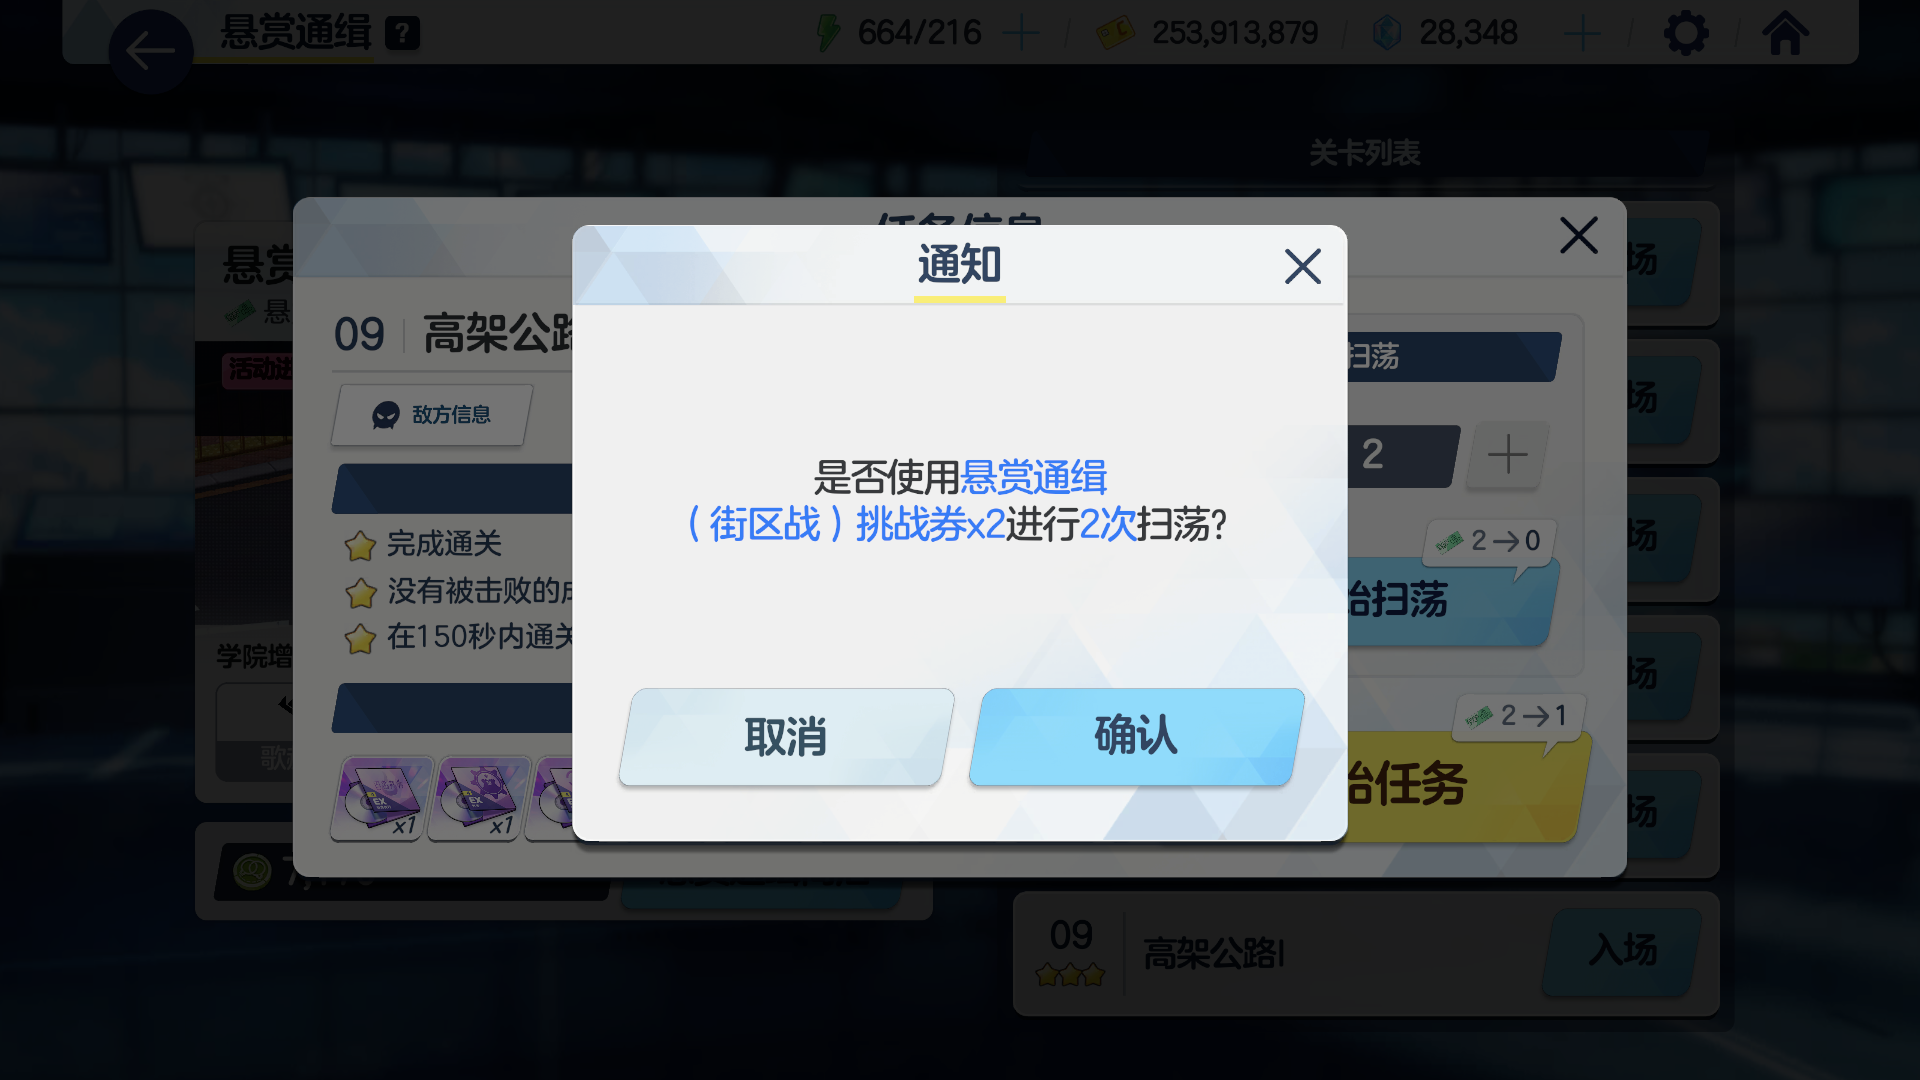 悬赏通缉 ?
664/216
253,913,879
28,348
关卡列表
任务信息
通知
悬赏
悬
活动进
09 高架公路
敌方信息
完成通关
没有被击败的成
在150秒内通关
EX x1
EX x1
学院增
是否使用悬赏通缉
（街区战）挑战券x2进行2次扫荡?
取消
确认
扫荡
2
2→0
始扫荡
2→1
始任务
场
场
场
场
场
09
高架公路I
入场